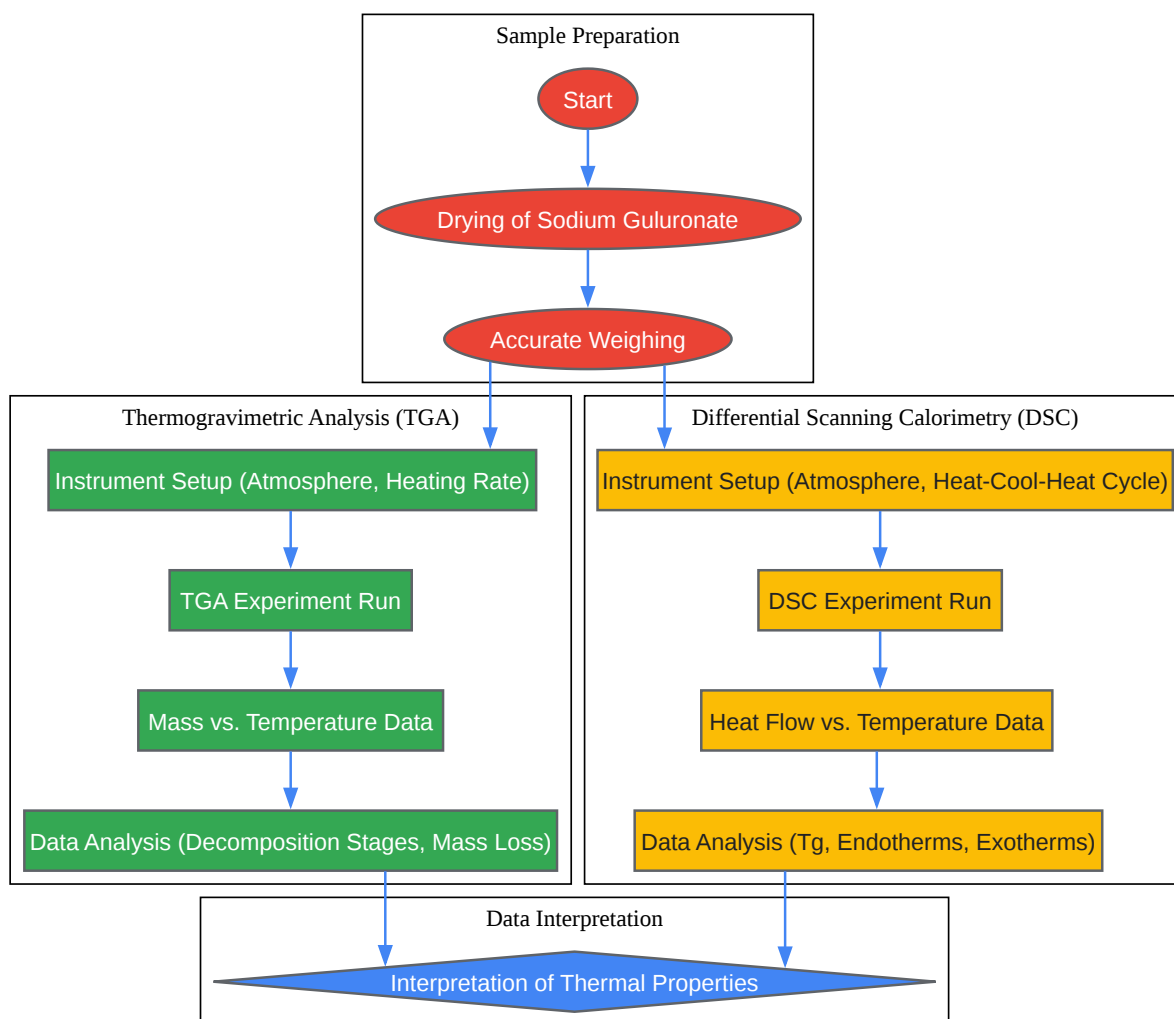 Sample Preparation
Start
Drying of Sodium Guluronate
Accurate Weighing
Thermogravimetric Analysis (TGA)
Instrument Setup (Atmosphere, Heating Rate)
TGA Experiment Run
Mass vs. Temperature Data
Data Analysis (Decomposition Stages, Mass Loss)
Differential Scanning Calorimetry (DSC)
Instrument Setup (Atmosphere, Heat-Cool-Heat Cycle)
DSC Experiment Run
Heat Flow vs. Temperature Data
Data Analysis (Tg, Endotherms, Exotherms)
Data Interpretation
Interpretation of Thermal Properties